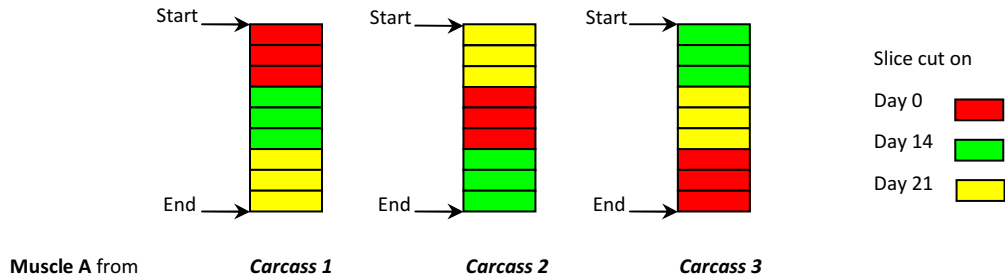 Start
Start
Start
Slice cut on
Day 0
Day 14
Day 21
End
End
End
Muscle A from
Carcass 1
Carcass 2
Carcass 3